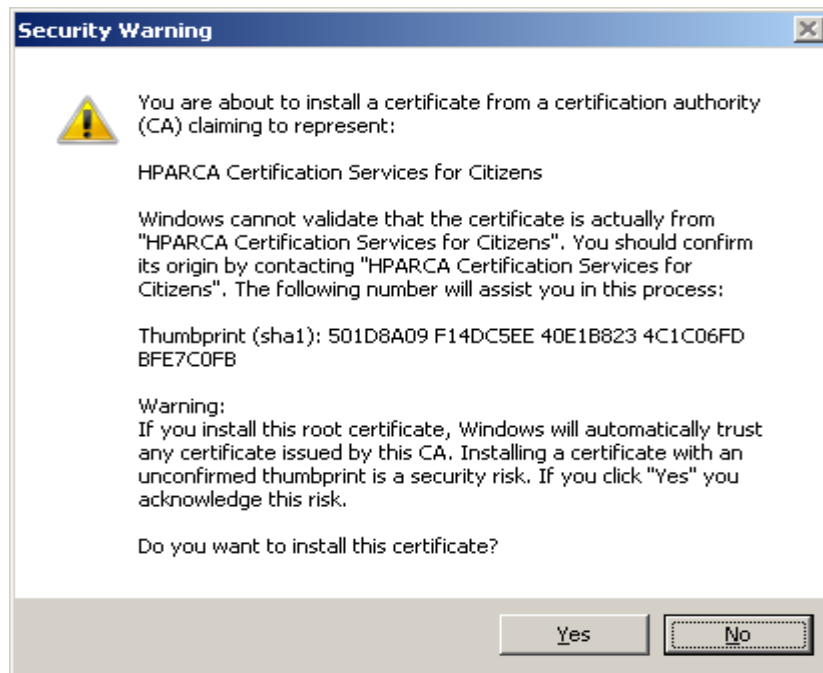 Security Warning
You are about to install a certificate from a certification authority
(CA) claiming to represent:
HPARCA Certification Services for Citizens
Windows cannot validate that the certificate is actually from
"HPARCA Certification Services for Citizens". You should confirm
its origin by contacting "HPARCA Certification Services for
Citizens". The following number will assist you in this process:
Thumbprint (sha1): 501D8A09 F14DC5EE 40E1B823 4C1C06FD
BFE7C0FB
Warning:
If you install this root certificate, Windows will automatically trust
any certificate issued by this CA. Installing a certificate with an
unconfirmed thumbprint is a security risk. If you click "Yes" you
acknowledge this risk.
Do you want to install this certificate?
Yes No